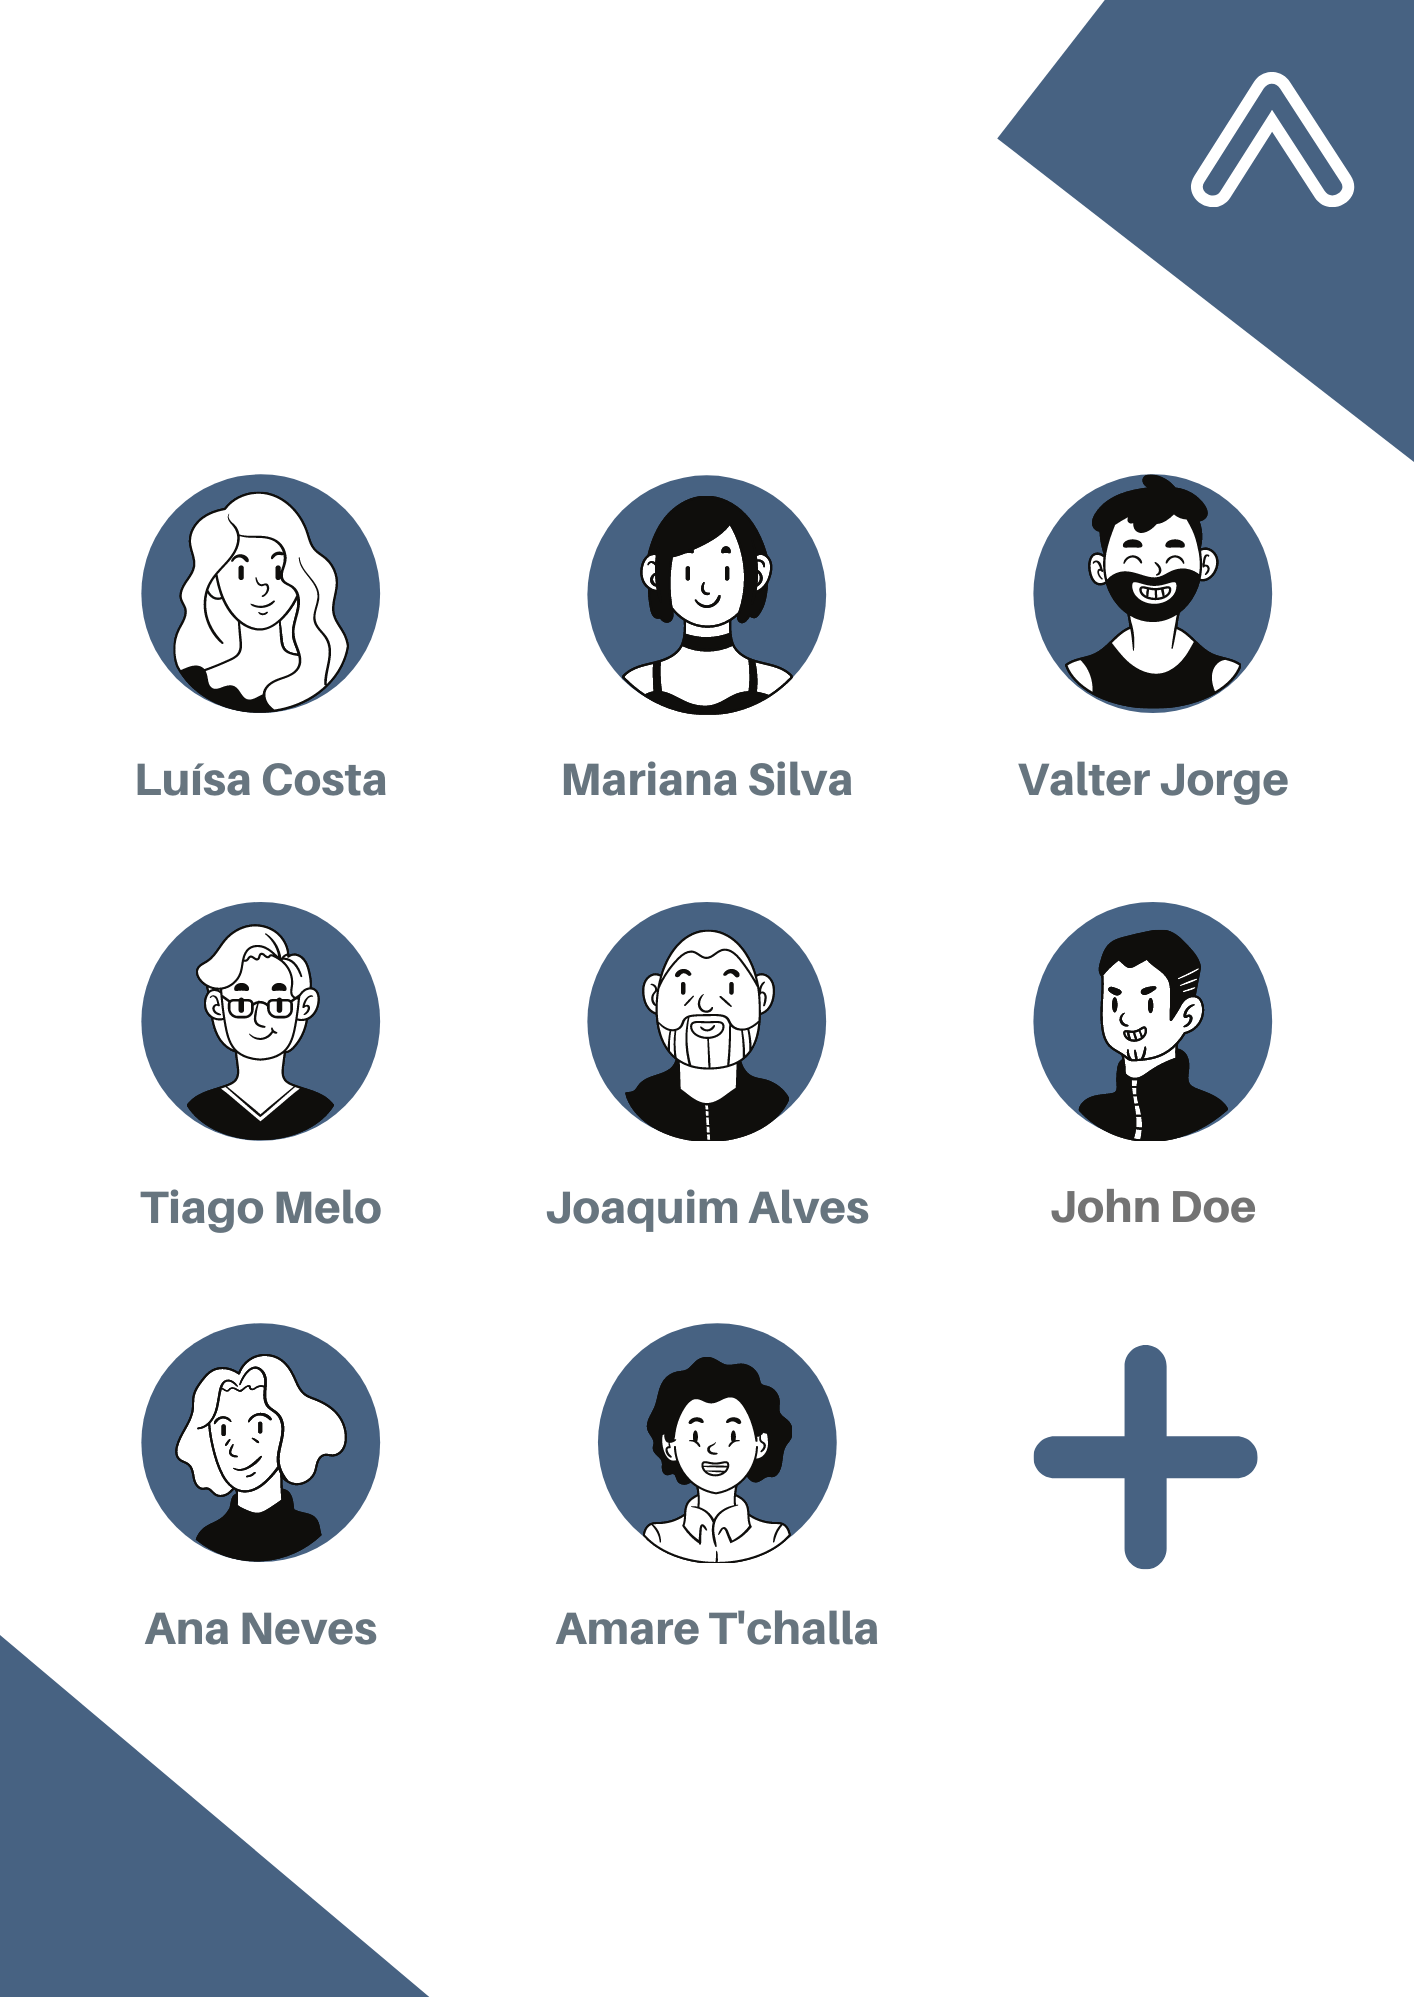 Luísa Costa
Mariana Silva
Valter Jorge
Tiago Melo
Joaquim Alves
John Doe
Ana Neves
Amare T'challa